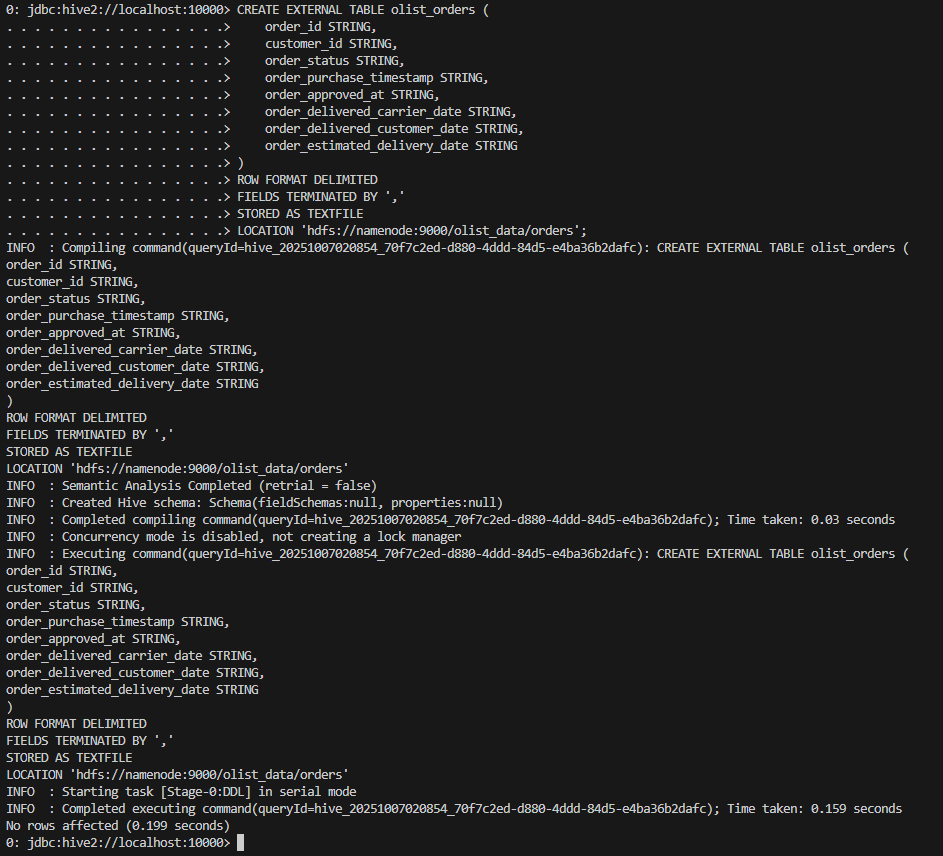 0: jdbc:hive2://localhost:10000> CREATE EXTERNAL TABLE olist_orders (
. . . . . . . . . . . . . . . .>     order_id STRING,
. . . . . . . . . . . . . . . .>     customer_id STRING,
. . . . . . . . . . . . . . . .>     order_status STRING,
. . . . . . . . . . . . . . . .>     order_purchase_timestamp STRING,
. . . . . . . . . . . . . . . .>     order_approved_at STRING,
. . . . . . . . . . . . . . . .>     order_delivered_carrier_date STRING,
. . . . . . . . . . . . . . . .>     order_delivered_customer_date STRING,
. . . . . . . . . . . . . . . .>     order_estimated_delivery_date STRING
. . . . . . . . . . . . . . . .> )
. . . . . . . . . . . . . . . .> ROW FORMAT DELIMITED
. . . . . . . . . . . . . . . .> FIELDS TERMINATED BY ','
. . . . . . . . . . . . . . . .> STORED AS TEXTFILE
. . . . . . . . . . . . . . . .> LOCATION 'hdfs://namenode:9000/olist_data/orders';
INFO  : Compiling command(queryId=hive_20251007020854_70f7c2ed-d880-4ddd-84d5-e4ba36b2dafc): CREATE EXTERNAL TABLE olist_orders (
order_id STRING,
customer_id STRING,
order_status STRING,
order_purchase_timestamp STRING,
order_approved_at STRING,
order_delivered_carrier_date STRING,
order_delivered_customer_date STRING,
order_estimated_delivery_date STRING
)
ROW FORMAT DELIMITED
FIELDS TERMINATED BY ','
STORED AS TEXTFILE
LOCATION 'hdfs://namenode:9000/olist_data/orders'
INFO  : Semantic Analysis Completed (retrial = false)
INFO  : Created Hive schema: Schema(fieldSchemas:null, properties:null)
INFO  : Completed compiling command(queryId=hive_20251007020854_70f7c2ed-d880-4ddd-84d5-e4ba36b2dafc); Time taken: 0.03 seconds
INFO  : Concurrency mode is disabled, not creating a lock manager
INFO  : Executing command(queryId=hive_20251007020854_70f7c2ed-d880-4ddd-84d5-e4ba36b2dafc): CREATE EXTERNAL TABLE olist_orders (
order_id STRING,
customer_id STRING,
order_status STRING,
order_purchase_timestamp STRING,
order_approved_at STRING,
order_delivered_carrier_date STRING,
order_delivered_customer_date STRING,
order_estimated_delivery_date STRING
)
ROW FORMAT DELIMITED
FIELDS TERMINATED BY ','
STORED AS TEXTFILE
LOCATION 'hdfs://namenode:9000/olist_data/orders'
INFO  : Starting task [Stage-0:DDL] in serial mode
INFO  : Completed executing command(queryId=hive_20251007020854_70f7c2ed-d880-4ddd-84d5-e4ba36b2dafc); Time taken: 0.159 seconds
No rows affected (0.199 seconds)
0: jdbc:hive2://localhost:10000>